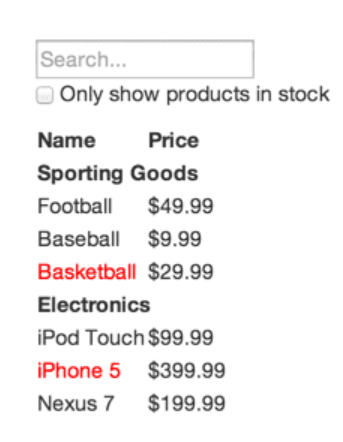 Search...
Only show products in stock
Name Price
Sporting Goods
Football $49.99
Baseball $9.99
Basketball $29.99
Electronics
iPod Touch $99.99
iPhone 5 $399.99
Nexus 7 $199.99